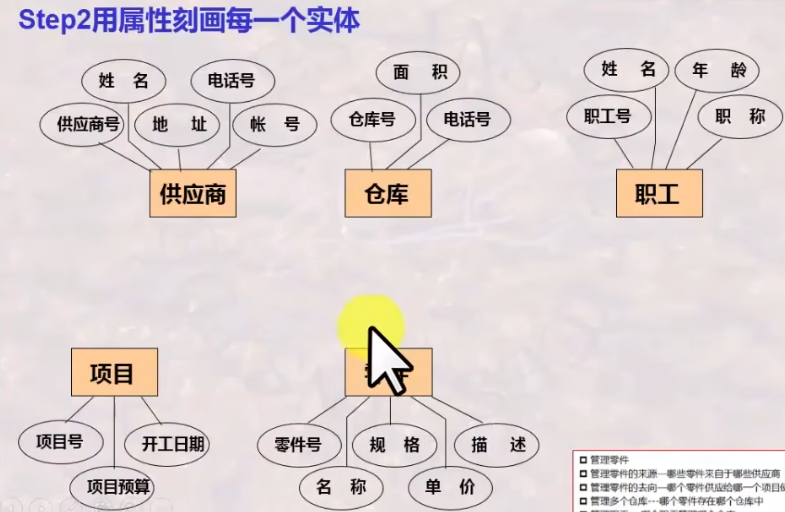 Step2用属性刻画每一个实体
姓 名
电话号
供应商号
地 址
帐 号
供应商
面 积
仓库号
电话号
仓库
姓 名
年 龄
职工号
职 称
职工
项目
项目号
开工日期
项目预算
零件号
规 格
描 述
名 称
单 价
管理零件
管理零件的来源---哪些零件来自于哪些供应商
管理零件的去向---哪个零件供应给哪一个项目
管理多个仓库---哪个零件存在哪个仓库中